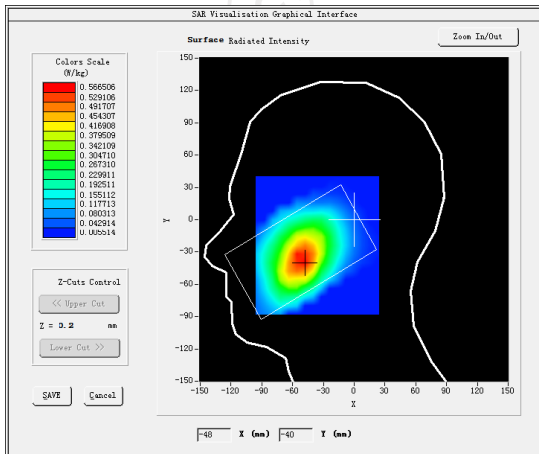 SAR Visualisation Graphical Interface
Surface Radiated Intensity
Zoom In/Out
Colors Scale
(W/kg)
0.566506
0.529106
0.491707
0.454307
0.416908
0.379509
0.342109
0.304710
0.267310
0.229911
0.192511
0.155112
0.117713
0.080313
0.042914
0.005514
Z-Cuts Control
<< Upper Cut
Z = 0.2 mm
Lower Cut >>
SAVE Cancel
150
120
90
60
30
0
-30
-60
-90
-120
-150
Y
-150 -120 -90 -60 -30 0 30 60 90 120 150
X
-48 X (mm) -40 Y (mm)